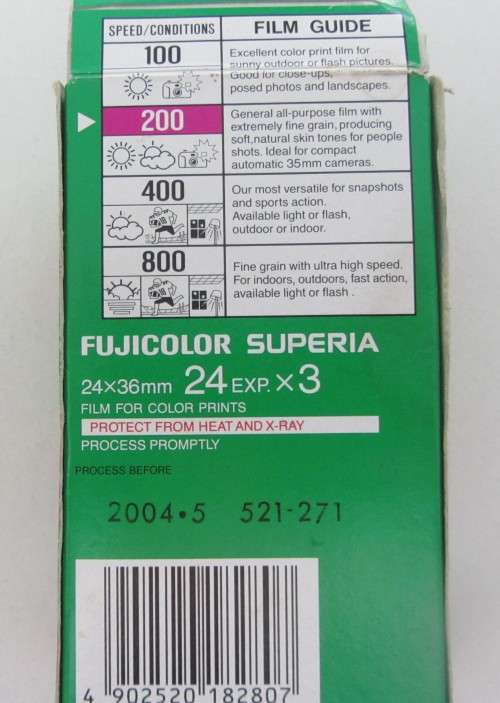 SPEED/CONDITIONS FILM GUIDE
100
Excellent color print film for
sunny outdoor or flash pictures.
Good for close-ups,
posed photos and landscapes.
200
General all-purpose film with
extremely fine grain, producing
soft,natural skin tones for people
shots. Ideal for compact
automatic 35mm cameras.
400
Our most versatile for snapshots
and sports action.
Available light or flash,
outdoor or indoor.
800
Fine grain with ultra high speed.
For indoors, outdoors, fast action,
available light or flash .
FUJICOLOR SUPERIA
24×36mm 24 EXP. ×3
FILM FOR COLOR PRINTS
PROTECT FROM HEAT AND X-RAY
PROCESS PROMPTLY
PROCESS BEFORE
2004•5 521-271
4 902520 182807